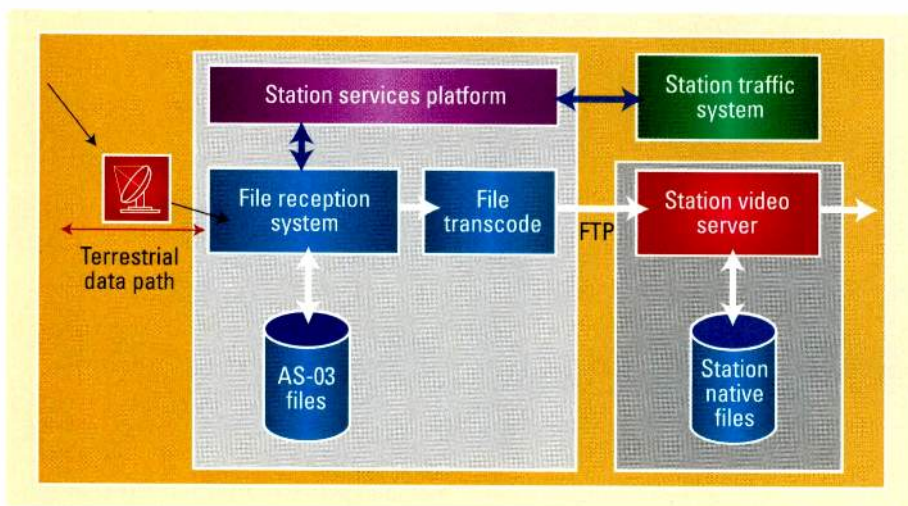 Station services platform
Station traffic
system
File reception
system
File
transcode
FTP
Station video
server
Terrestrial
data path
AS-03
files
Station
native
files